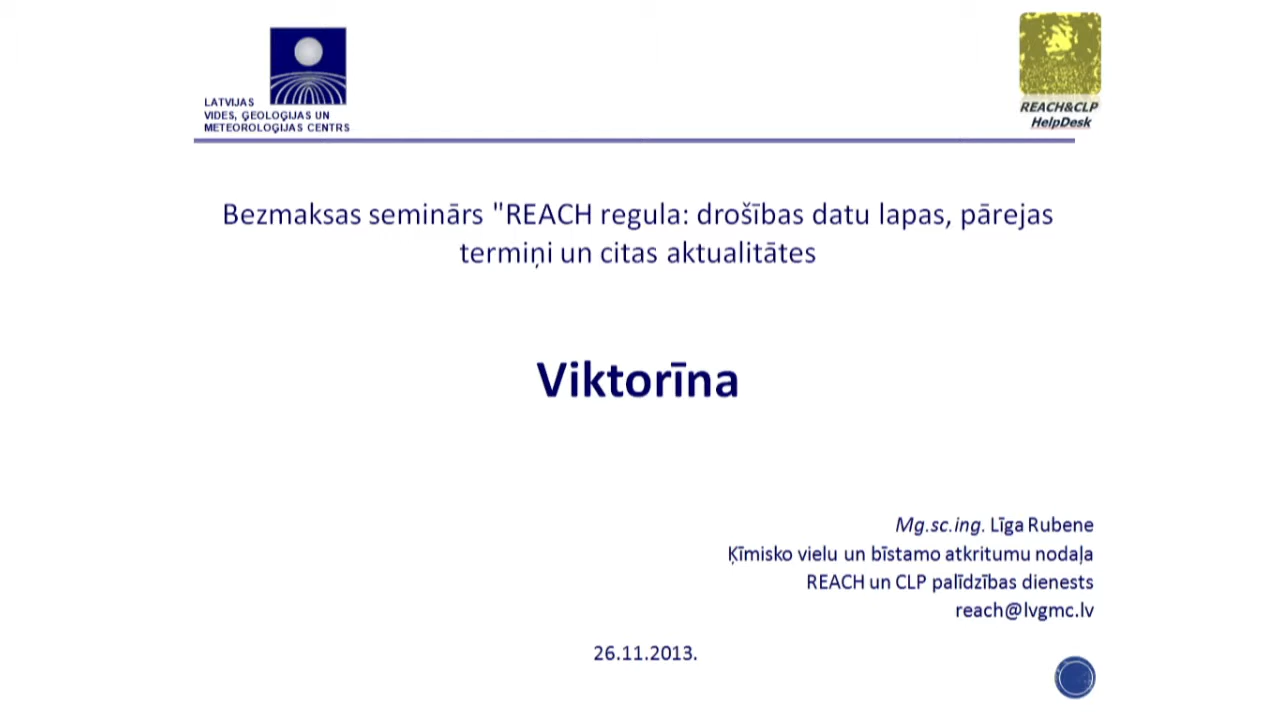 LATVIJAS
VIDES, ĢEOLOĢIJAS UN
METEOROLOĢIJAS CENTRS
REACH&CLP
HelpDesk
Bezmaksas seminārs "REACH regula: drošības datu lapas, pārejas
termiņi un citas aktualitātes
Viktorīna
Mg.sc.ing. Līga Rubene
Ķīmisko vielu un bīstamo atkritumu nodaļa
REACH un CLP palīdzības dienests
reach@lvgmc.lv
26.11.2013.